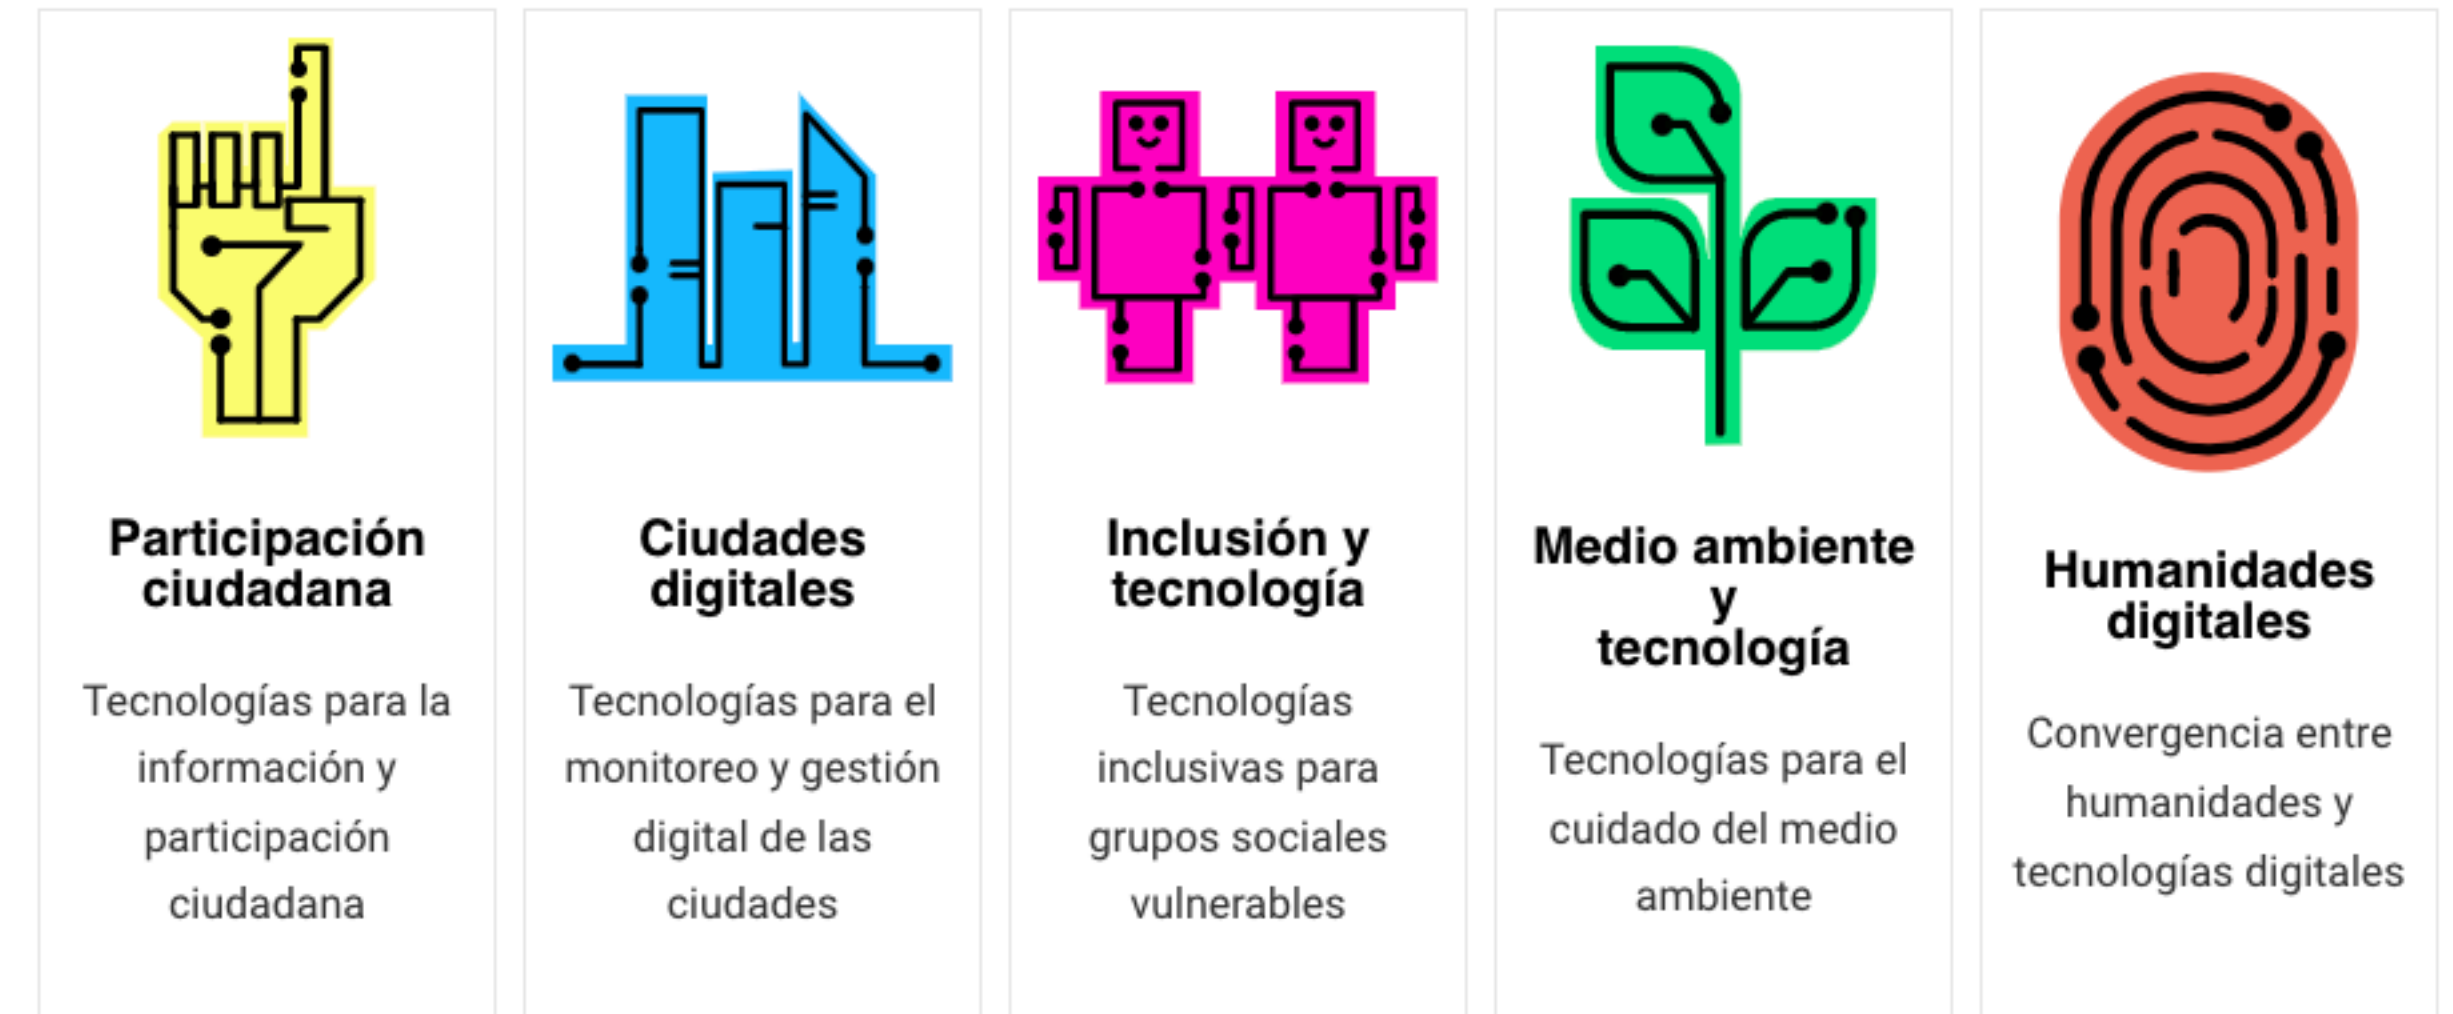 Participación
ciudadana
Tecnologías para la
información y
participación
ciudadana
Ciudades
digitales
Tecnologías para el
monitoreo y gestión
digital de las
ciudades
Inclusión y
tecnología
Tecnologías
inclusivas para
grupos sociales
vulnerables
Medio ambiente
y
tecnología
Tecnologías para el
cuidado del medio
ambiente
Humanidades
digitales
Convergencia entre
humanidades y
tecnologías digitales